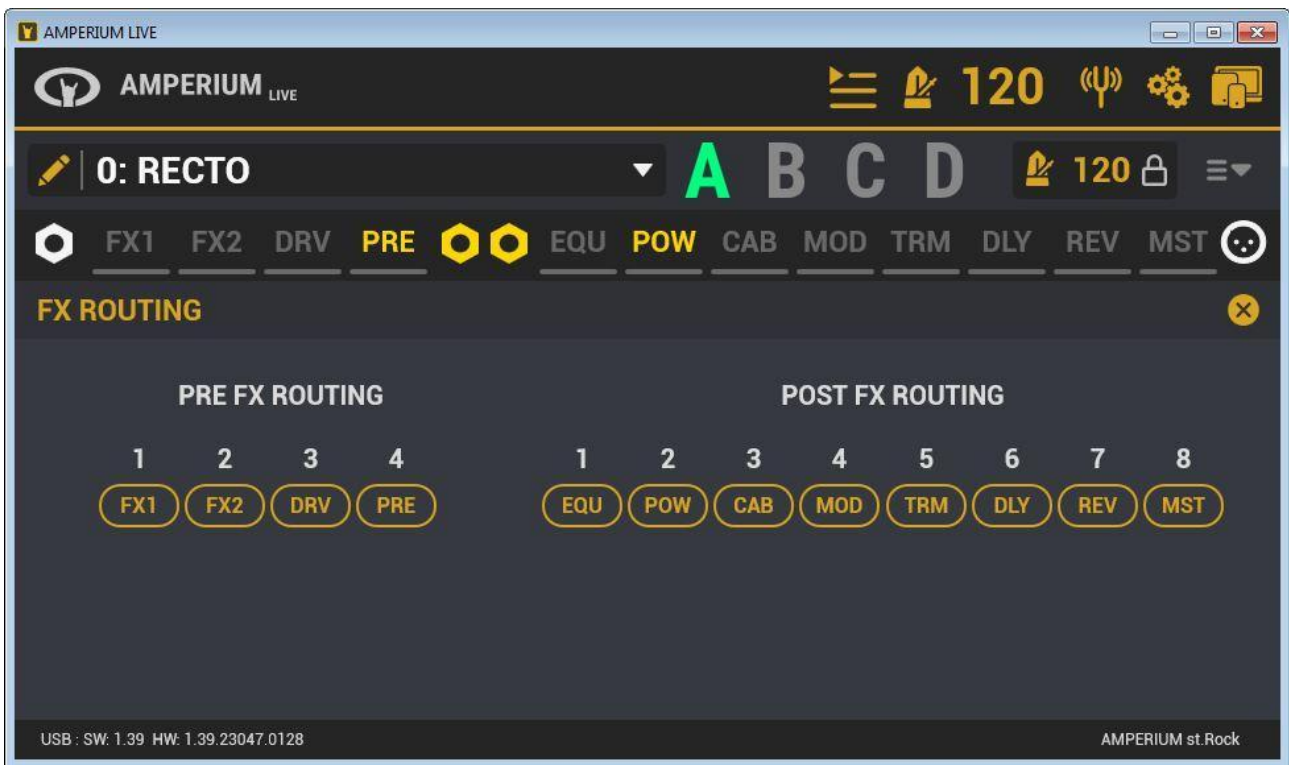 AMPERIUM LIVE
AMPERIUM LIVE 120
0: RECTO A B C D 120
FX1 FX2 DRV PRE EQU POW CAB MOD TRM DLY REV MST
FX ROUTING
PRE FX ROUTING POST FX ROUTING
1 2 3 4 1 2 3 4 5 6 7 8
FX1 FX2 DRV PRE EQU POW CAB MOD TRM DLY REV MST
USB : SW: 1.39 HW: 1.39.23047.0128 AMPERIUM st.Rock